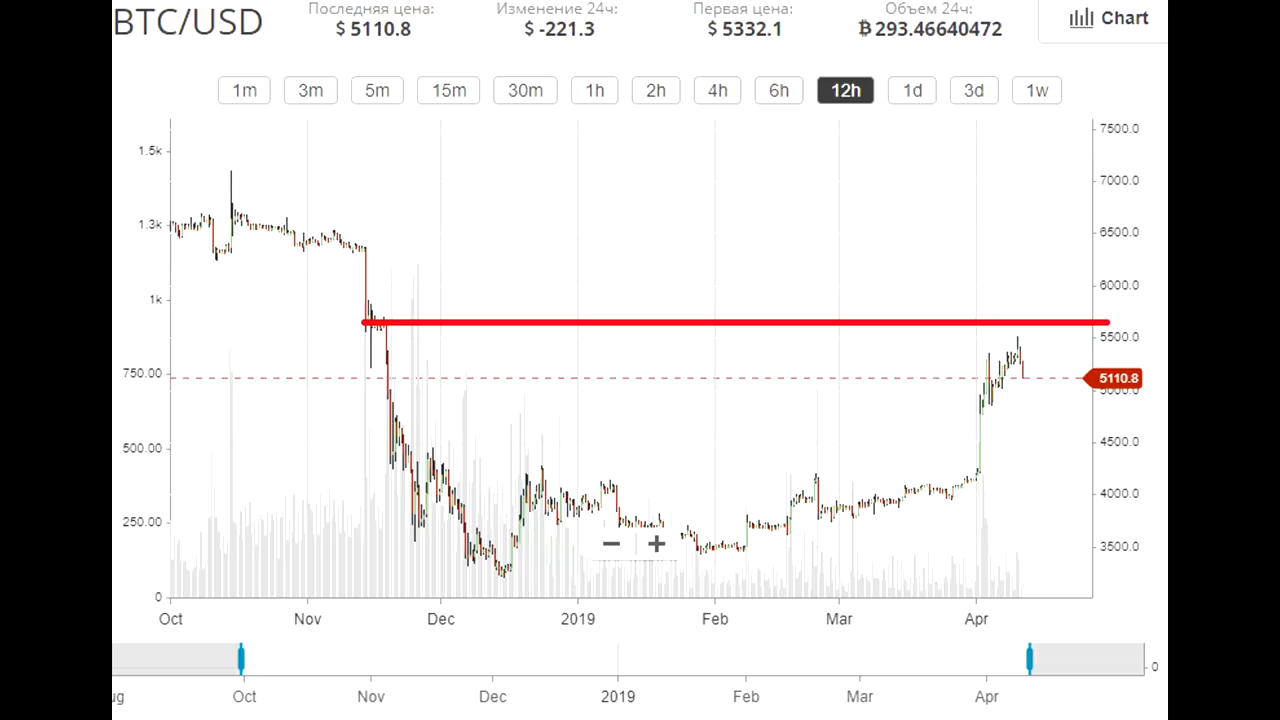 BTC/USD
Последняя цена:
$ 5110.8
Изменение 24ч:
$ -221.3
Первая цена:
$ 5332.1
Объем 24ч:
฿ 293.46640472
Chart
1m 3m 5m 15m 30m 1h 2h 4h 6h 12h 1d 3d 1w
1.5k
1.3k
1k
750.00
500.00
250.00
0
7500.0
7000.0
6500.0
6000.0
5500.0
5110.8
5000.0
4500.0
4000.0
3500.0
− +
Oct Nov Dec 2019 Feb Mar Apr
0
ug Oct Nov Dec 2019 Feb Mar Apr